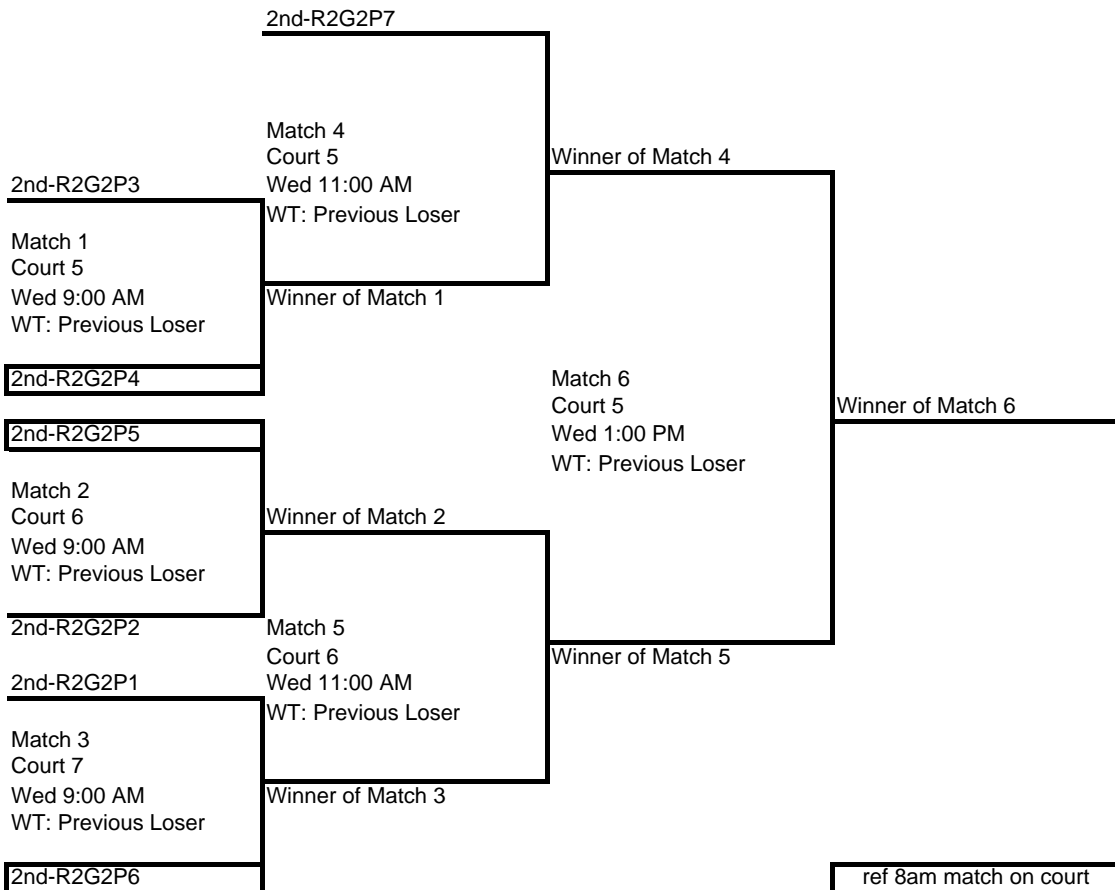 2nd-R2G2P7
Match 4
Court 5
Wed 11:00 AM
WT: Previous Loser
Winner of Match 4
2nd-R2G2P3
Match 1
Court 5
Wed 9:00 AM
WT: Previous Loser
Winner of Match 1
2nd-R2G2P4
Match 6
Court 5
Wed 1:00 PM
WT: Previous Loser
Winner of Match 6
2nd-R2G2P5
Match 2
Court 6
Wed 9:00 AM
WT: Previous Loser
Winner of Match 2
2nd-R2G2P2
Match 5
Court 6
Wed 11:00 AM
WT: Previous Loser
Winner of Match 5
2nd-R2G2P1
Match 3
Court 7
Wed 9:00 AM
WT: Previous Loser
Winner of Match 3
2nd-R2G2P6
ref 8am match on court